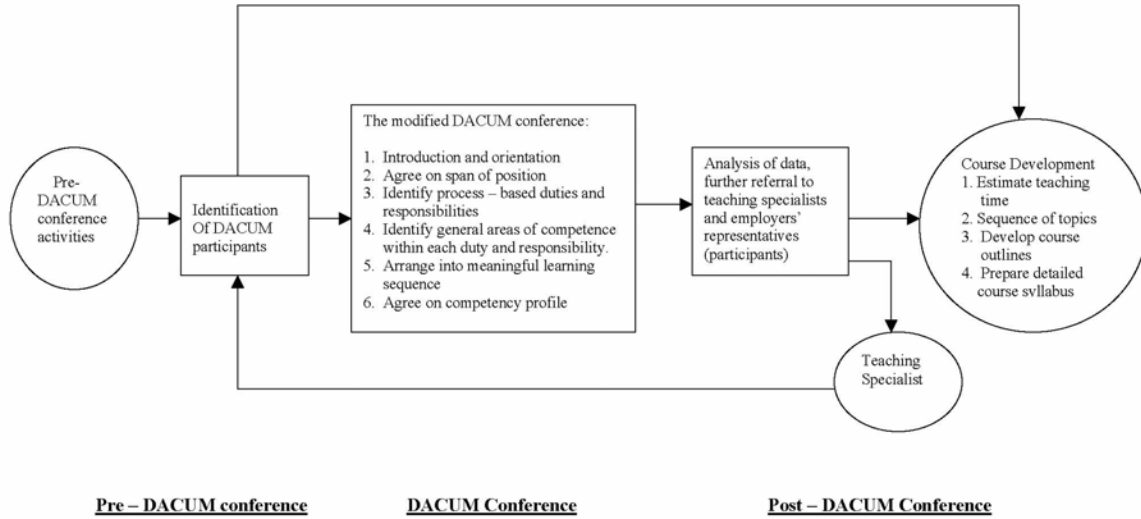 Pre-
DACUM
conference
activities
Identification
Of DACUM
participants
The modified DACUM conference:
1. Introduction and orientation
2. Agree on span of position
3. Identify process – based duties and
responsibilities
4. Identify general areas of competence
within each duty and responsibility.
5. Arrange into meaningful learning
sequence
6. Agree on competency profile
Analysis of data,
further referral to
teaching specialists
and employers’
representatives
(participants)
Course Development
1. Estimate teaching
time
2. Sequence of topics
3. Develop course
outlines
4. Prepare detailed
course syllabus
Teaching
Specialist
Pre – DACUM conference
DACUM Conference
Post – DACUM Conference